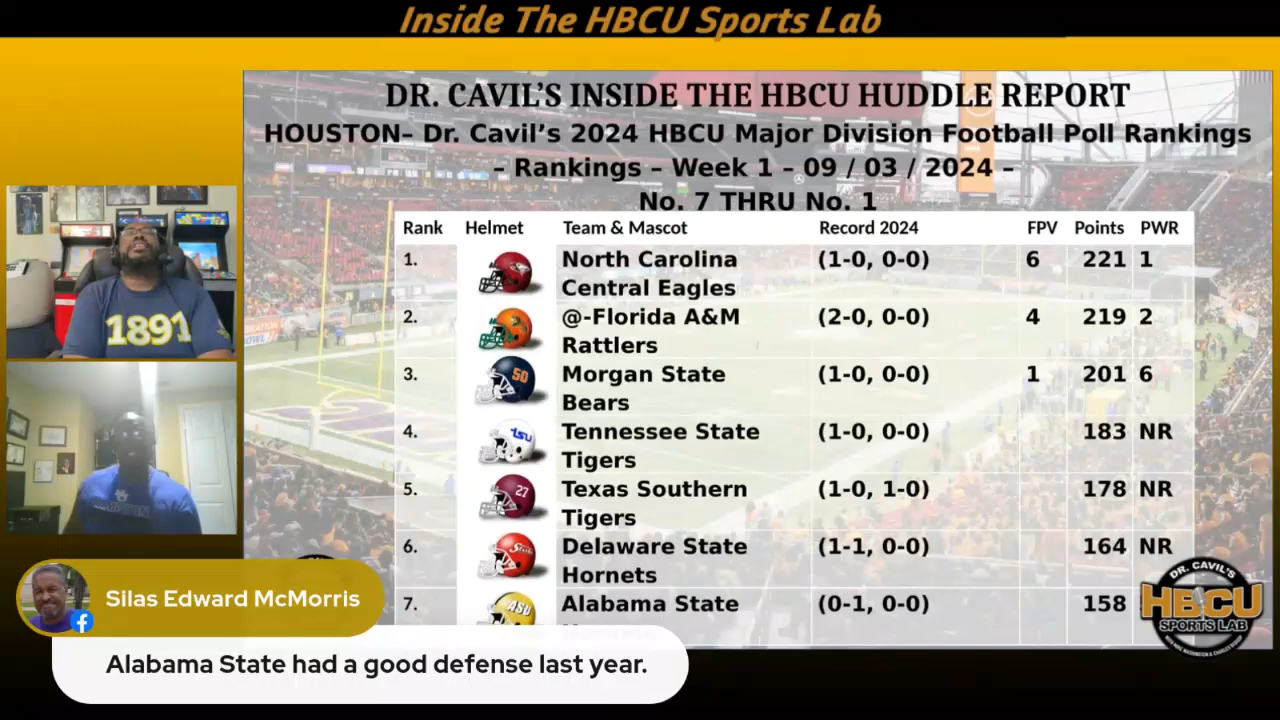 Inside The HBCU Sports Lab
DR. CAVIL'S INSIDE THE HBCU HUDDLE REPORT
HOUSTON– Dr. Cavil's 2024 HBCU Major Division Football Poll Rankings
– Rankings – Week 1 – 09 / 03 / 2024 –
No. 7 THRU No. 1
Rank Helmet Team & Mascot Record 2024 FPV Points PWR
1. North Carolina (1-0, 0-0) 6 221 1
Central Eagles
2. @-Florida A&M (2-0, 0-0) 4 219 2
Rattlers
3. 50 Morgan State (1-0, 0-0) 1 201 6
Bears
4. TSU Tennessee State (1-0, 0-0) 183 NR
Tigers
5. 27 Texas Southern (1-0, 1-0) 178 NR
Tigers
6. Delaware State (1-1, 0-0) 164 NR
Hornets
7. ASU Alabama State (0-1, 0-0) 158
1891
DR. CAVIL'S
HBCU
SPORTS LAB
Silas Edward McMorris
Alabama State had a good defense last year.